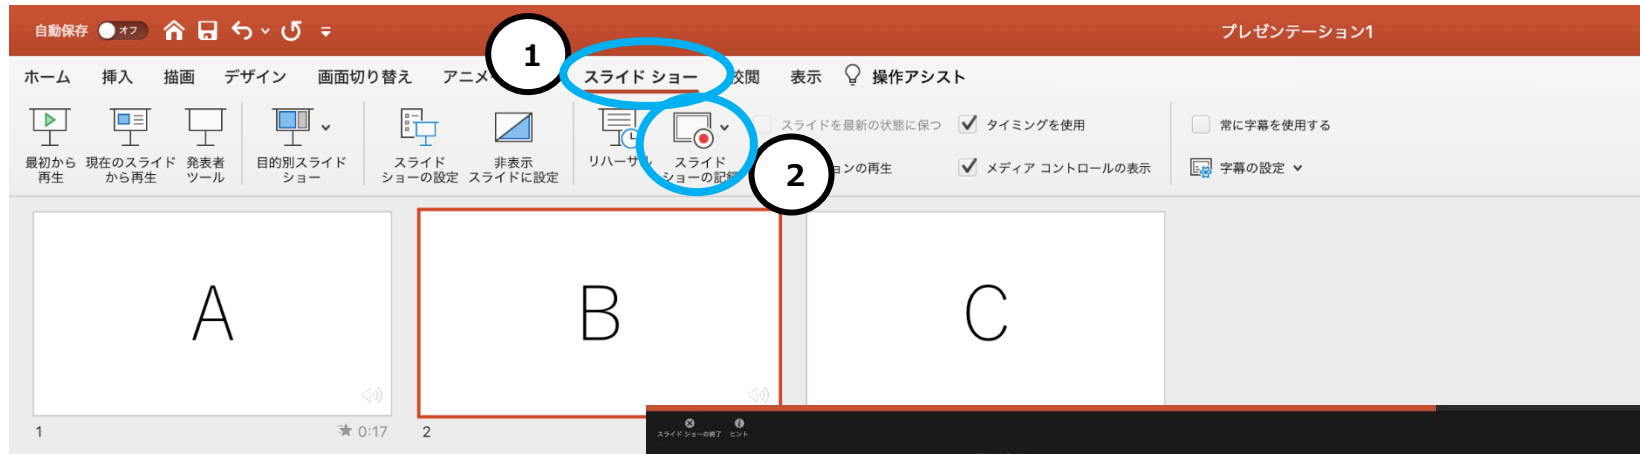 自動保存 オフ プレゼンテーション1
1
ホーム 挿入 描画 デザイン 画面切り替え スライド ショー 校閲 表示 操作アシスト
スライドを最新の状態に保つ タイミングを使用 常に字幕を使用する
最初から 現在のスライド 発表者 目的別スライド スライド 非表示 リハーサル スライド
再生 から再生 ツール ショー ショーの設定 スライドに設定 ショーの記録
2
ョンの再生 メディア コントロールの表示 字幕の設定
A B C
1 0:17 2
スライド ショーの終了 ヒント